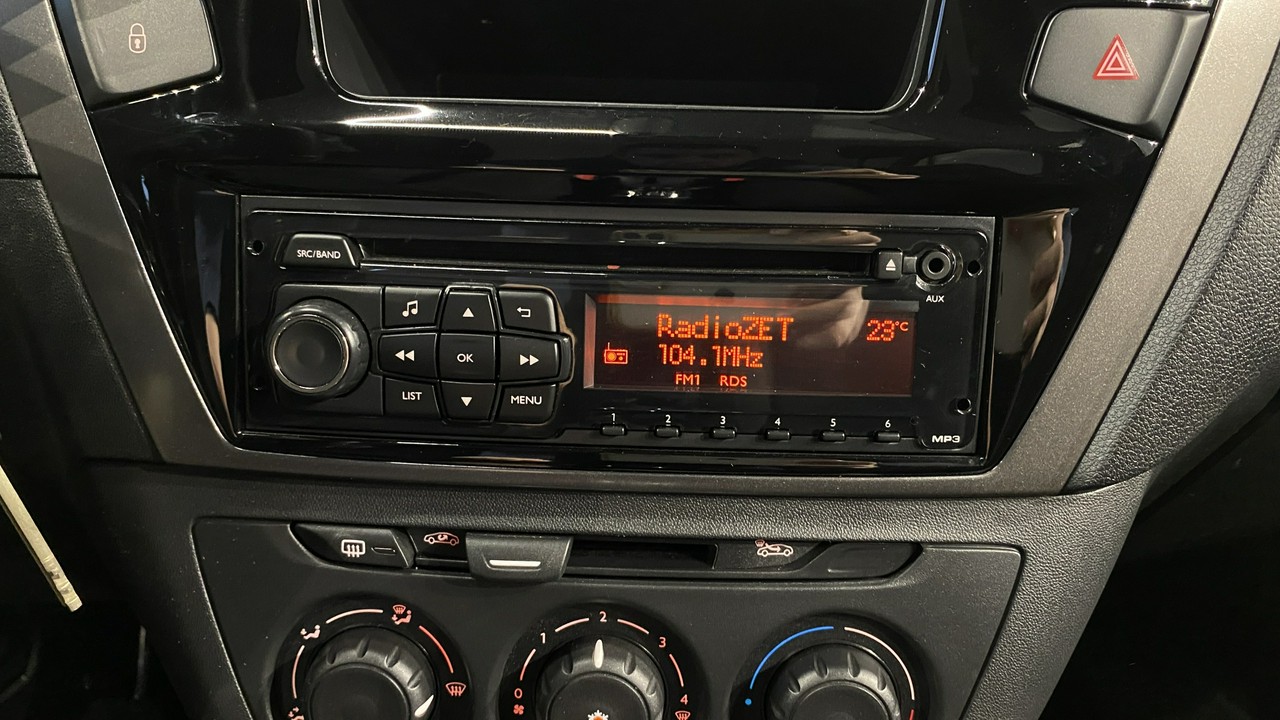 SRC/BAND
AUX
RadioZET 23°C
104.1MHz
FM1 RDS
OK
LIST
MENU
1 2 3 4 5 6
MP3
0 1 2 3 4